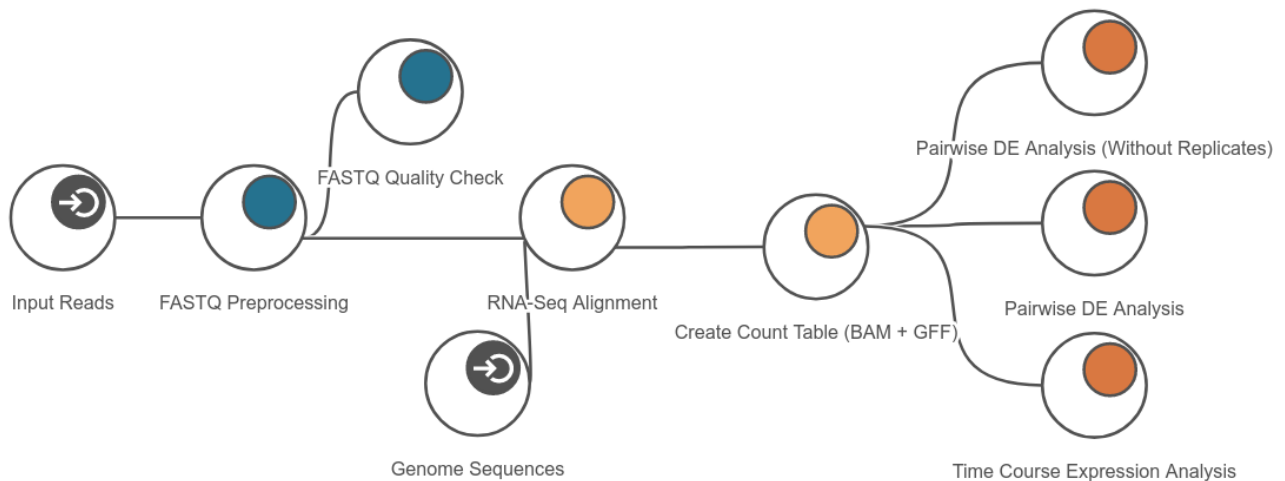 Pairwise DE Analysis (Without Replicates)
FASTQ Quality Check
Input Reads
FASTQ Preprocessing
RNA-Seq Alignment
Create Count Table (BAM + GFF)
Pairwise DE Analysis
Genome Sequences
Time Course Expression Analysis